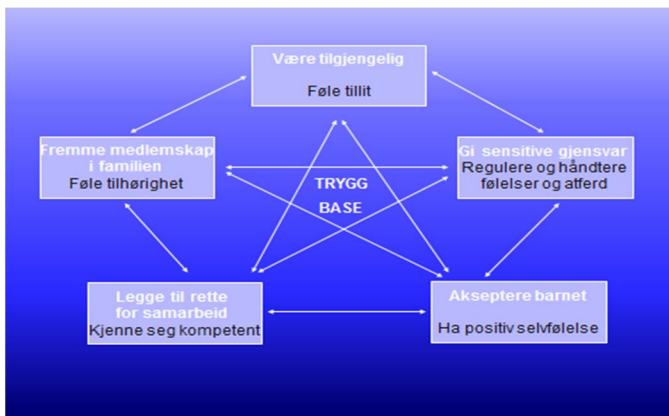 Være tilgjengelig
Føle tillit
Fremme medlemskap
i familien
Føle tilhørighet
Gi sensitive gjensvar
Regulere og håndtere
følelser og atferd
TRYGG
BASE
Legge til rette
for samarbeid
Kjenne seg kompetent
Akseptere barnet
Ha positiv selvfølelse